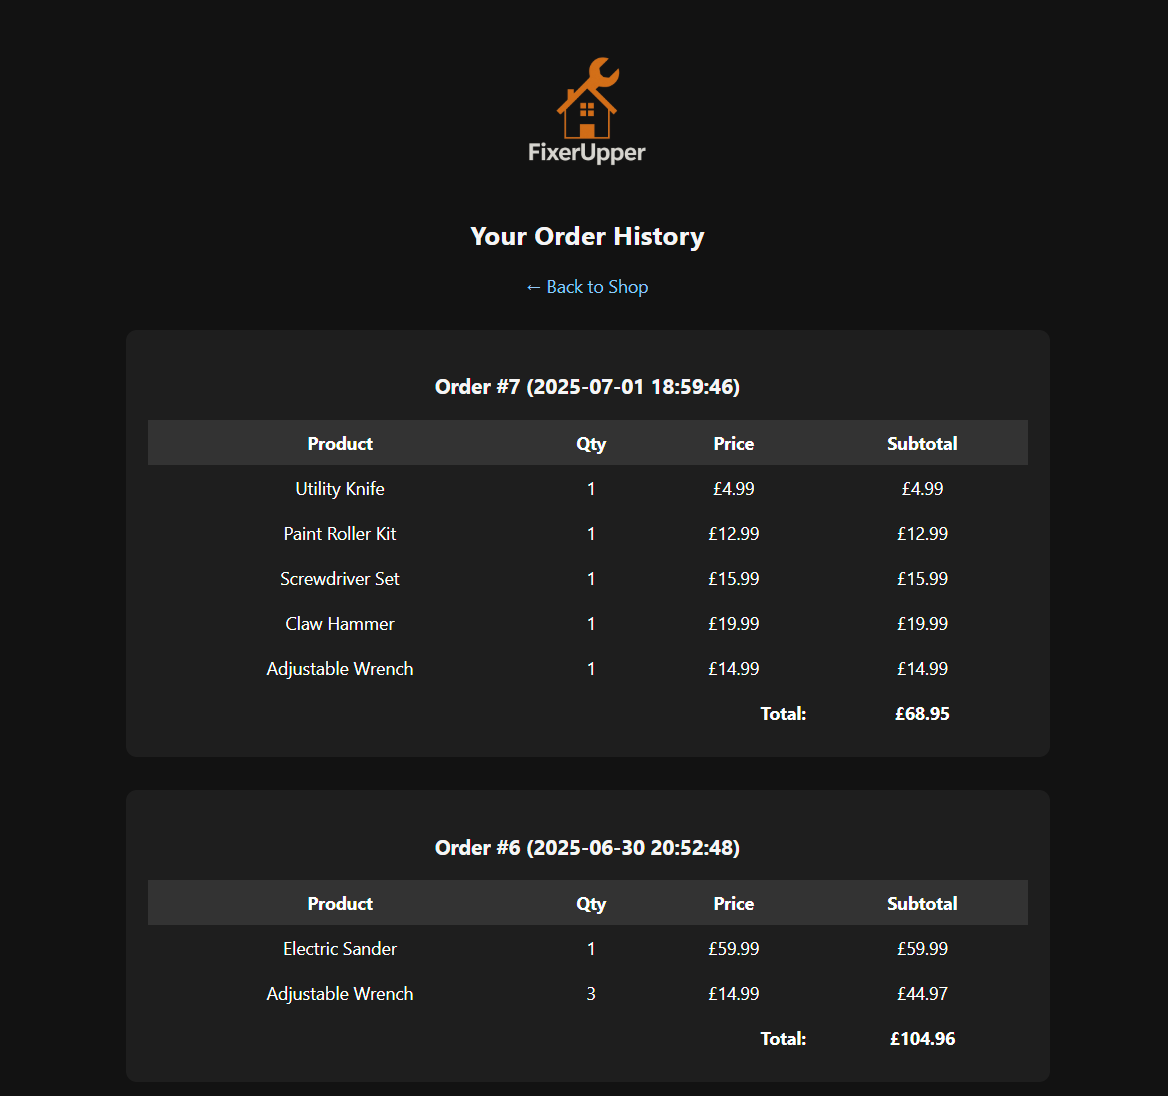 FixerUpper
Your Order History
← Back to Shop
Order #7 (2025-07-01 18:59:46)
Product Qty Price Subtotal
Utility Knife 1 £4.99 £4.99
Paint Roller Kit 1 £12.99 £12.99
Screwdriver Set 1 £15.99 £15.99
Claw Hammer 1 £19.99 £19.99
Adjustable Wrench 1 £14.99 £14.99
Total: £68.95
Order #6 (2025-06-30 20:52:48)
Product Qty Price Subtotal
Electric Sander 1 £59.99 £59.99
Adjustable Wrench 3 £14.99 £44.97
Total: £104.96